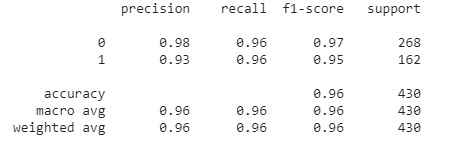 precision recall f1-score support
0 0.98 0.96 0.97 268
1 0.93 0.96 0.95 162
accuracy 0.96 430
macro avg 0.96 0.96 0.96 430
weighted avg 0.96 0.96 0.96 430